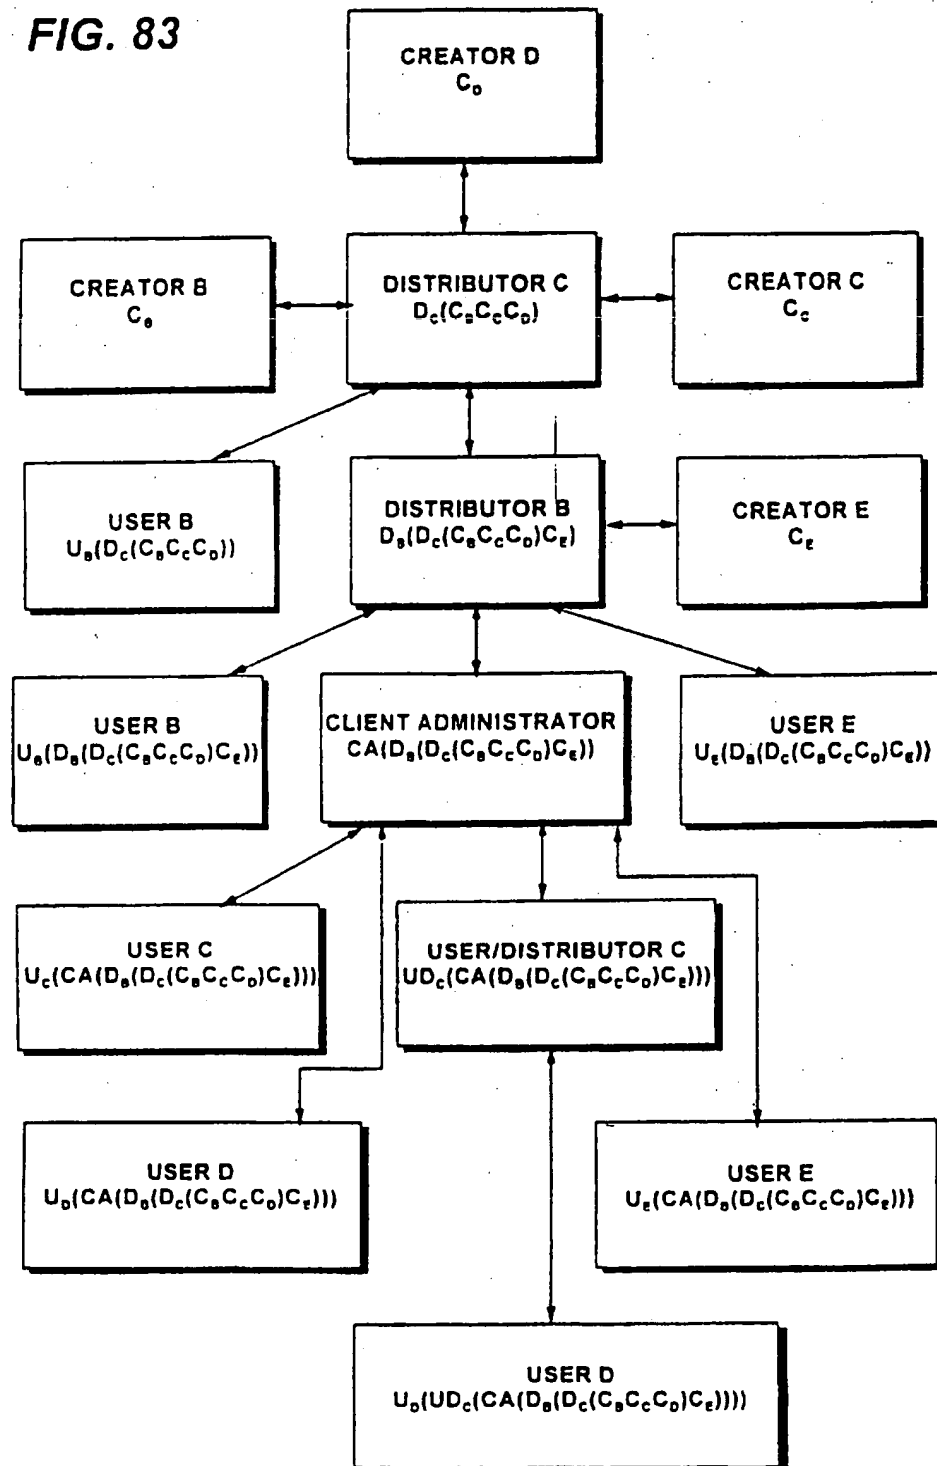 FIG. 83
CREATOR D
C_D
CREATOR B
C_B
DISTRIBUTOR C
D_C(C_BC_CC_D)
CREATOR C
C_C
USER B
U_B(D_C(C_BC_CC_D))
DISTRIBUTOR B
D_B(D_C(C_BC_CC_D)C_E)
CREATOR E
C_E
USER B
U_B(D_B(D_C(C_BC_CC_D)C_E))
CLIENT ADMINISTRATOR
CA(D_B(D_C(C_BC_CC_D)C_E))
USER E
U_E(D_B(D_C(C_BC_CC_D)C_E))
USER C
U_C(CA(D_B(D_C(C_BC_CC_D)C_E)))
USER/DISTRIBUTOR C
UD_C(CA(D_B(D_C(C_BC_CC_D)C_E)))
USER D
U_D(CA(D_B(D_C(C_BC_CC_D)C_E)))
USER E
U_E(CA(D_B(D_C(C_BC_CC_D)C_E)))
USER D
U_D(UD_C(CA(D_B(D_C(C_BC_CC_D)C_E))))